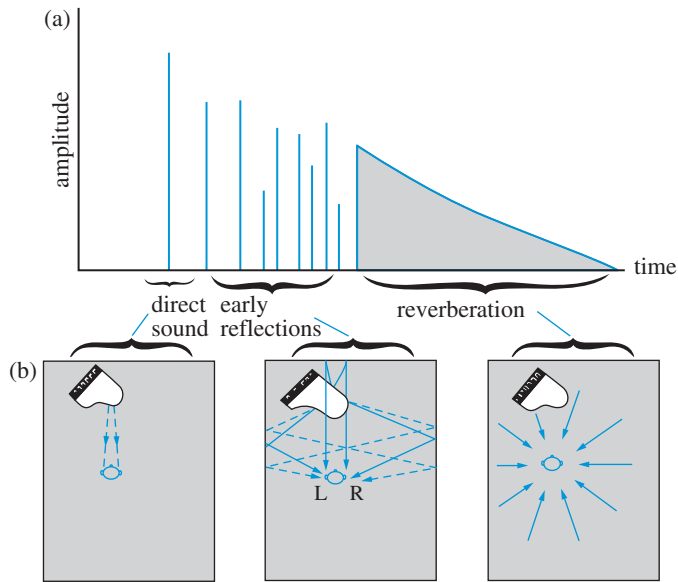 (a)
amplitude
time
direct
sound
early
reflections
reverberation
(b)
L R